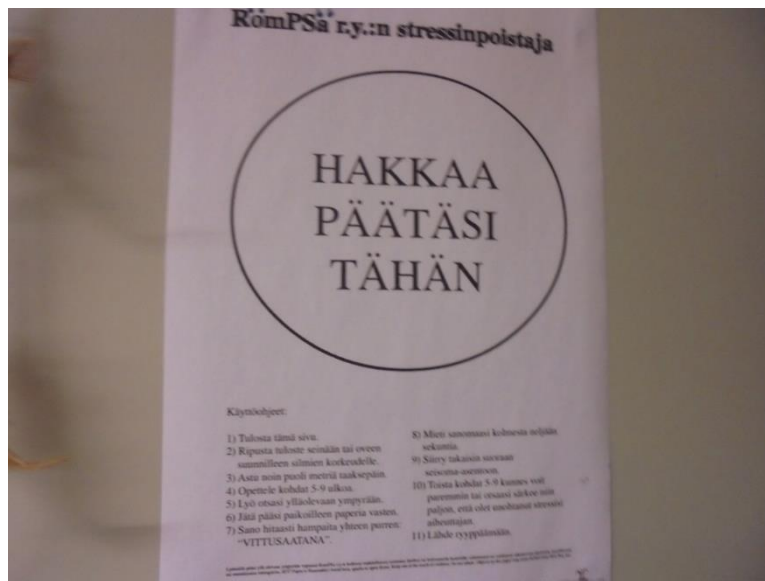 RömPSä r.y.:n stressinpoistaja
HAKKAA
PÄÄTÄSI
TÄHÄN
Käyttöohjeet:
1) Tulosta tämä sivu.
2) Ripusta tuloste seinään tai oveen
suunnilleen silmien korkeudelle.
3) Astu noin puoli metriä taaksepäin.
4) Opettele kohdat 5-9 ulkoa.
5) Lyö otsasi ylläolevaan ympyrään.
6) Jätä pääsi paikoilleen paperia vasten.
7) Sano hitaasti hampaita yhteen purren:
"VITTUSAATANA".
8) Mieti sanomaasi kolmesta neljään
sekuntia.
9) Siirry takaisin suoraan
seisoma-asentoon.
10) Toista kohdat 5-9 kunnes voit
paremmin tai otsaasi särkee niin
paljon, että olet unohtanut stressin
aiheuttajan.
11) Lähde ryyppäämään.